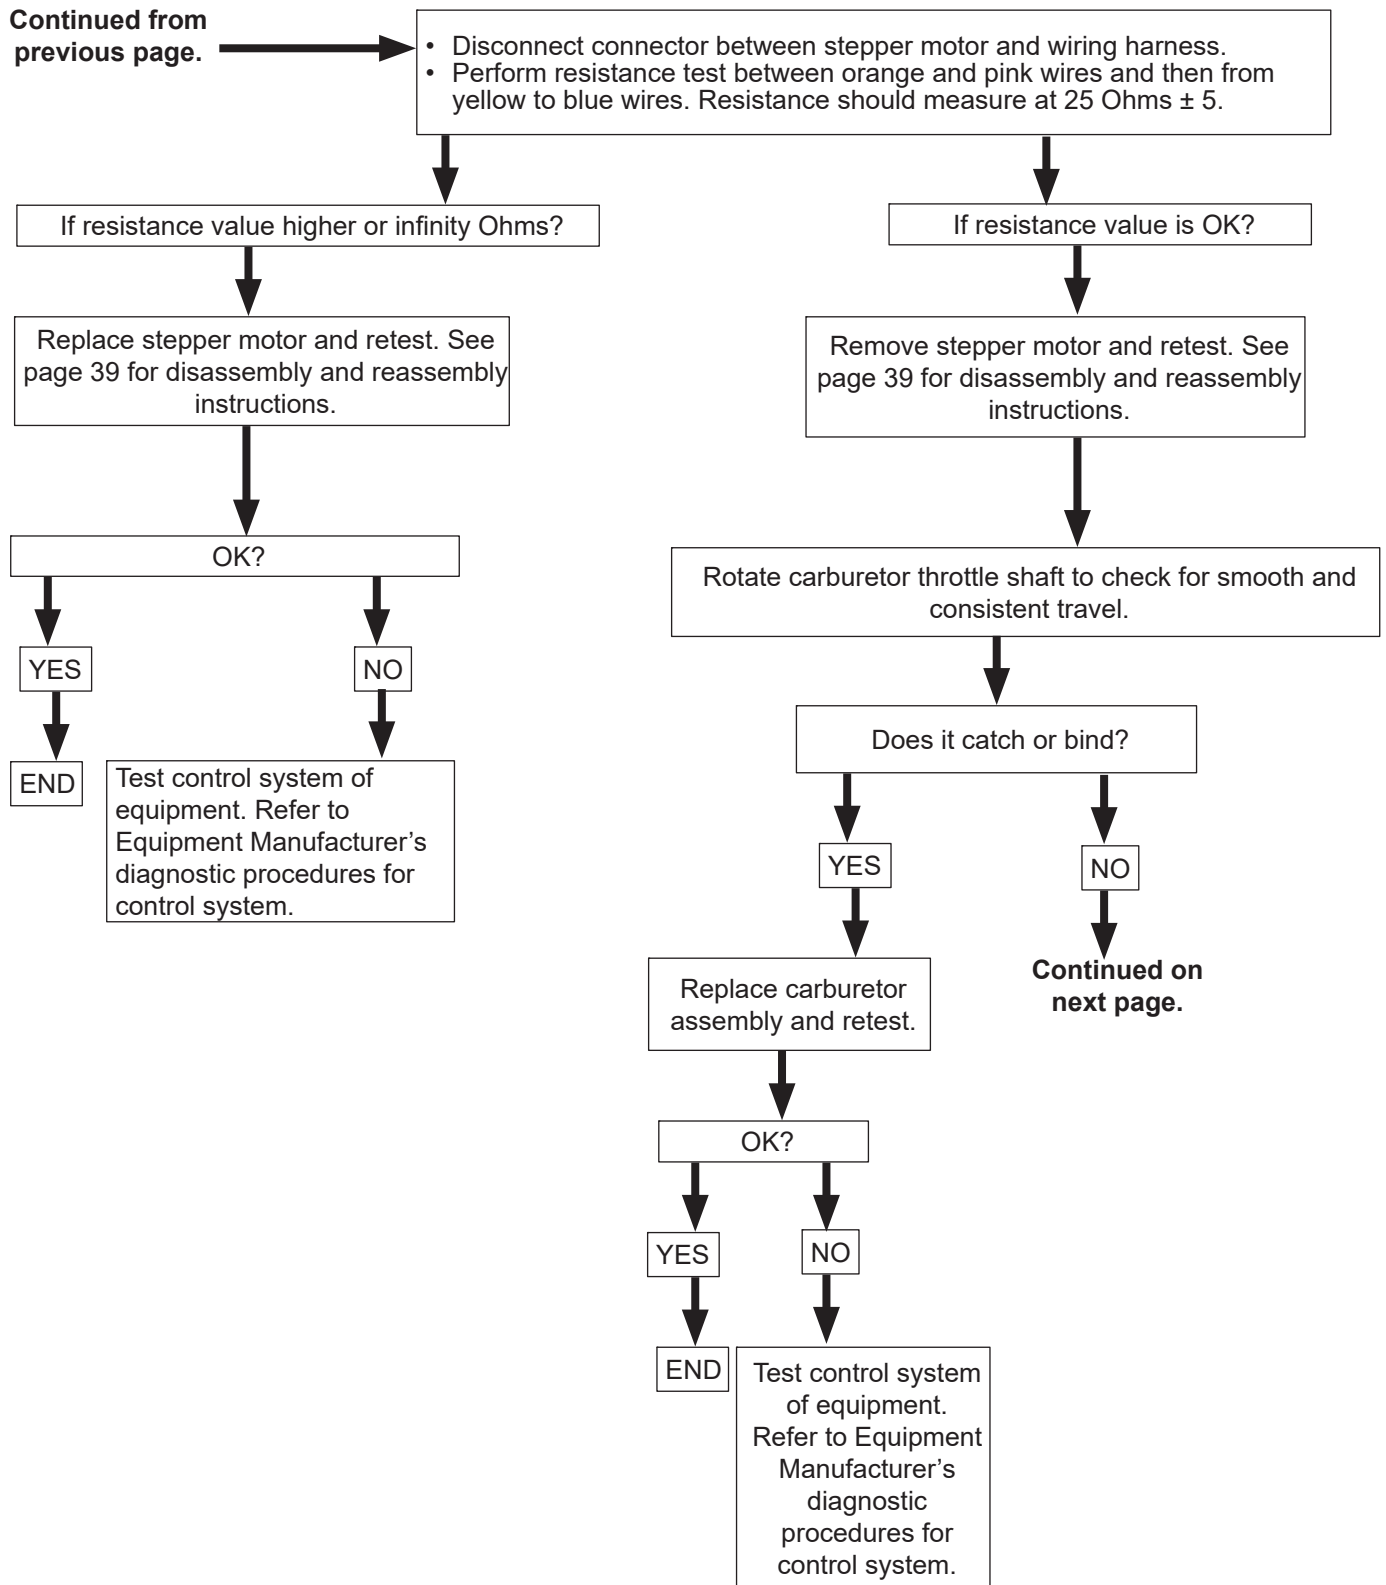 Continued from
previous page.
• Disconnect connector between stepper motor and wiring harness.
• Perform resistance test between orange and pink wires and then from
yellow to blue wires. Resistance should measure at 25 Ohms ± 5.
If resistance value higher or infinity Ohms?
Replace stepper motor and retest. See
page 39 for disassembly and reassembly
instructions.
OK?
YES
NO
END
Test control system of
equipment. Refer to
Equipment Manufacturer’s
diagnostic procedures for
control system.
If resistance value is OK?
Remove stepper motor and retest. See
page 39 for disassembly and reassembly
instructions.
Rotate carburetor throttle shaft to check for smooth and
consistent travel.
Does it catch or bind?
YES
NO
Continued on
next page.
Replace carburetor
assembly and retest.
OK?
YES
NO
END
Test control system
of equipment.
Refer to Equipment
Manufacturer’s
diagnostic
procedures for
control system.